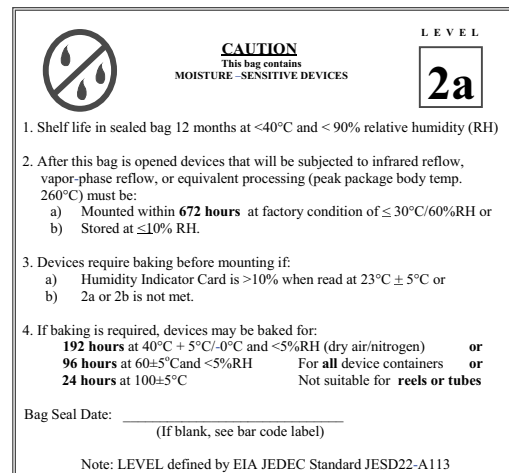 LEVEL
CAUTION
This bag contains
MOISTURE –SENSITIVE DEVICES
2a
1. Shelf life in sealed bag 12 months at <40°C and < 90% relative humidity (RH)
2. After this bag is opened devices that will be subjected to infrared reflow,
vapor-phase reflow, or equivalent processing (peak package body temp.
260°C) must be:
a) Mounted within 672 hours at factory condition of ≤ 30°C/60%RH or
b) Stored at ≤10% RH.
3. Devices require baking before mounting if:
a) Humidity Indicator Card is >10% when read at 23°C ± 5°C or
b) 2a or 2b is not met.
4. If baking is required, devices may be baked for:
192 hours at 40°C + 5°C/-0°C and <5%RH (dry air/nitrogen) or
96 hours at 60±5°Cand <5%RH For all device containers or
24 hours at 100±5°C Not suitable for reels or tubes
Bag Seal Date: ______________________________
(If blank, see bar code label)
Note: LEVEL defined by EIA JEDEC Standard JESD22-A113